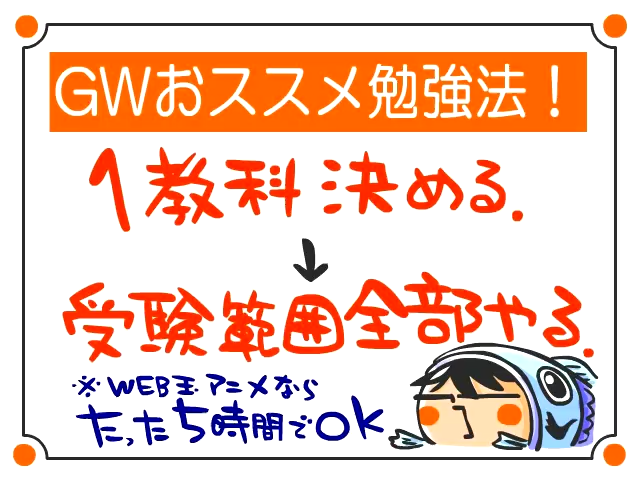 GWおススメ勉強法！
1教科決める.
↓
受験範囲全部やる.
※WEB玉アニメなら
たった5時間でOK